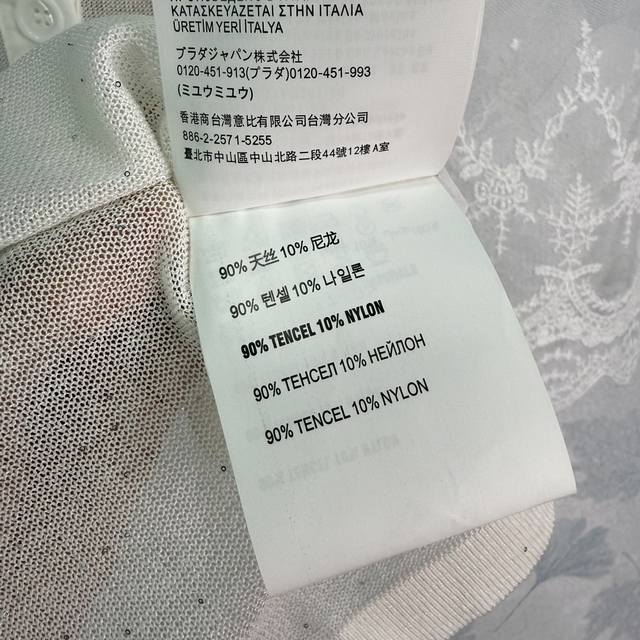 ΚΑΤΑΣΚΕΥΑΖΕΤΑΙ ΣΤΗΝ ΙΤΑΛΙΑ
ÜRETİM YERİ İTALYA
プラダジャパン株式会社
0120-451-913(プラダ)0120-451-993
(ミュウミュウ)
香港商台灣意比有限公司台灣分公司
886-2-2571-5255
臺北市中山區中山北路二段44號12樓A室
90% 天丝 10% 尼龙
90% 텐셀 10% 나일론
90% TENCEL 10% NYLON
90% ТЕНСЕЛ 10% НЕЙЛОН
90% TENCEL 10% NYLON